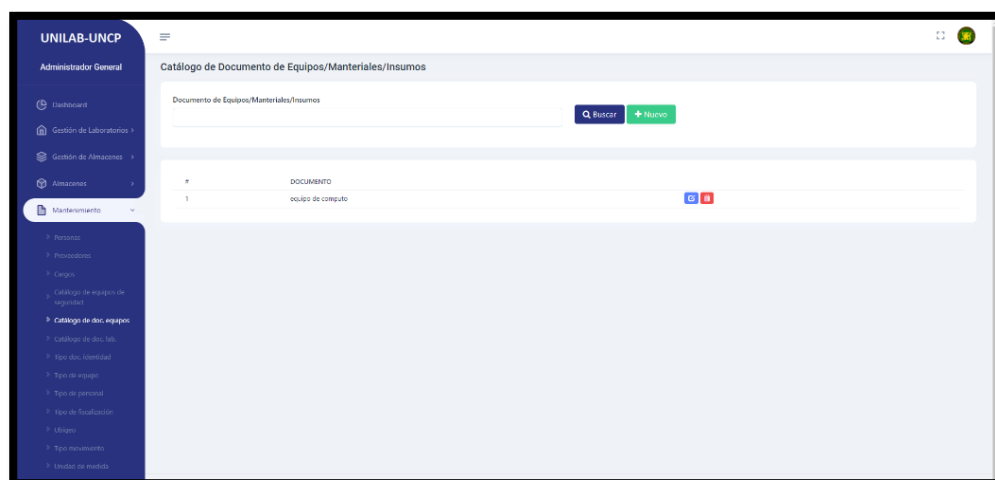 UNILAB-UNCP
Administrador General
Dashboard
Gestión de Laboratorios
Gestión de Almacenes
Almacenes
Mantenimiento
Personas
Proveedores
Cargos
Catálogo de equipos de
seguridad
Catálogo de doc. equipos
Catálogo de doc. lab.
Tipo doc. identidad
Tipo de equipo
Tipo de personal
Tipo de fiscalización
Ubigeo
Tipo movimiento
Unidad de medida
Catálogo de Documento de Equipos/Manteriales/Insumos
Documento de Equipos/Manteriales/Insumos
Buscar
Nuevo
# DOCUMENTO
1 equipo de computo